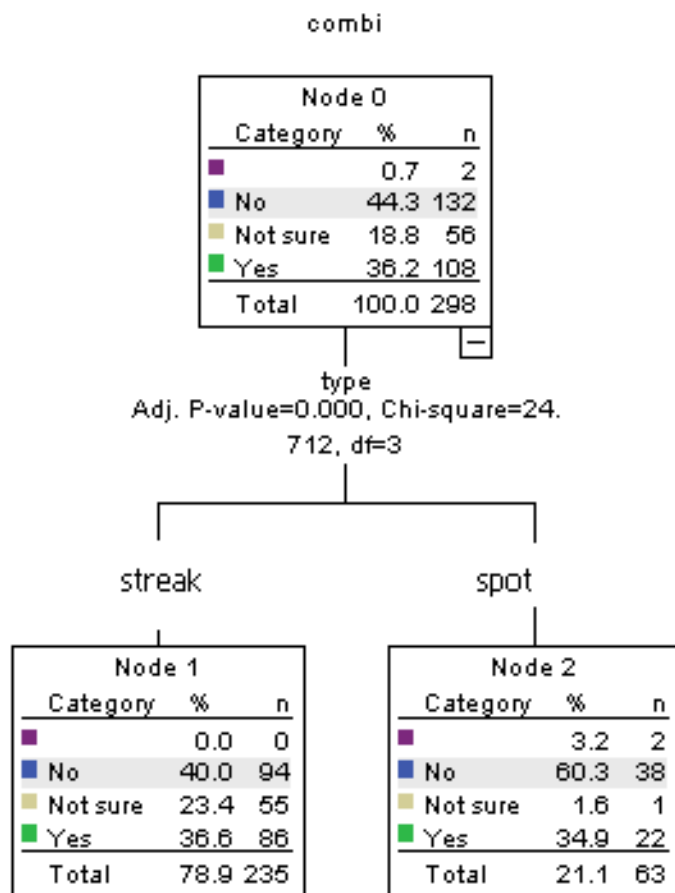 combi
Node 0
Category % n
0.7 2
No 44.3 132
Not sure 18.8 56
Yes 36.2 108
Total 100.0 298
type
Adj. P-value=0.000, Chi-square=24.
712, df=3
streak spot
Node 1
Category % n
0.0 0
No 40.0 94
Not sure 23.4 55
Yes 36.6 86
Total 78.9 235
Node 2
Category % n
3.2 2
No 60.3 38
Not sure 1.6 1
Yes 34.9 22
Total 21.1 63